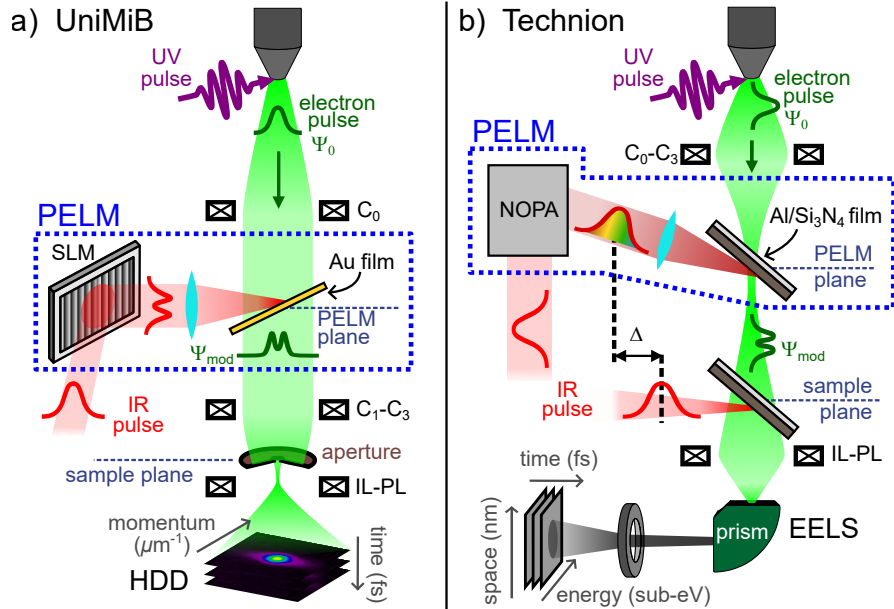 a) UniMiB
UV
pulse
electron
pulse
Ψ0
C0
PELM
SLM
Au film
PELM
plane
Ψmod
IR
pulse
C1-C3
aperture
sample plane
IL-PL
momentum
(μm-1)
time
(fs)
HDD
b) Technion
UV
pulse
electron
pulse
Ψ0
C0-C3
PELM
NOPA
Al/Si3N4 film
PELM
plane
Δ
Ψmod
IR
pulse
sample
plane
IL-PL
time (fs)
space (nm)
energy (sub-eV)
prism
EELS